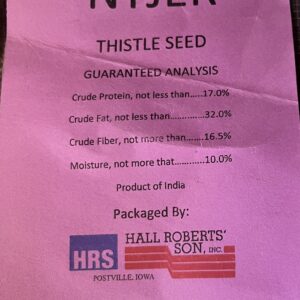 NYJER
THISTLE SEED
GUARANTEED ANALYSIS
Crude Protein, not less than.....17.0%
Crude Fat, not less than...........32.0%
Crude Fiber, not more than.......16.5%
Moisture, not more that............10.0%
Product of India
Packaged By:
HRS
HALL ROBERTS'
SON, INC.
POSTVILLE, IOWA